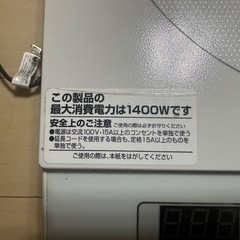 この製品の
最大消費電力は1400Wです
安全上のご注意 ご使用の前に必ずお守りください
●電源は交流100V・15A以上のコンセントを単独で使う
●延長コードを使用する場合も、定格15A以上のものを
単独で使う
ご使用の際は、本紙をはがしてください。